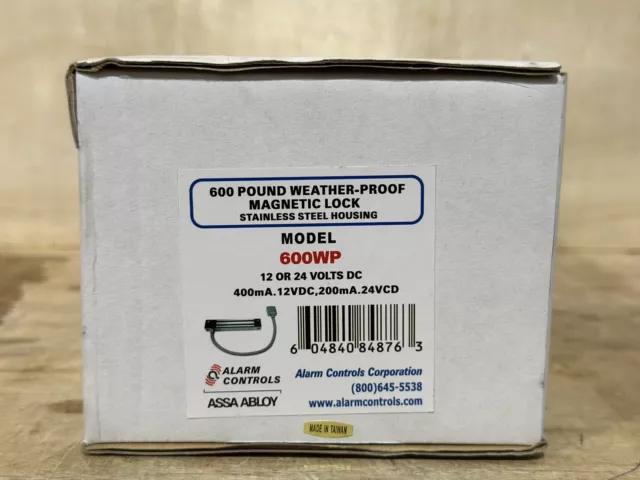 600 POUND WEATHER-PROOF
MAGNETIC LOCK
STAINLESS STEEL HOUSING
MODEL
600WP
12 OR 24 VOLTS DC
400mA.12VDC,200mA.24VCD
6 04840 84876 3
ALARM
CONTROLS
ASSA ABLOY
Alarm Controls Corporation
(800)645-5538
www.alarmcontrols.com
MADE IN TAIWAN